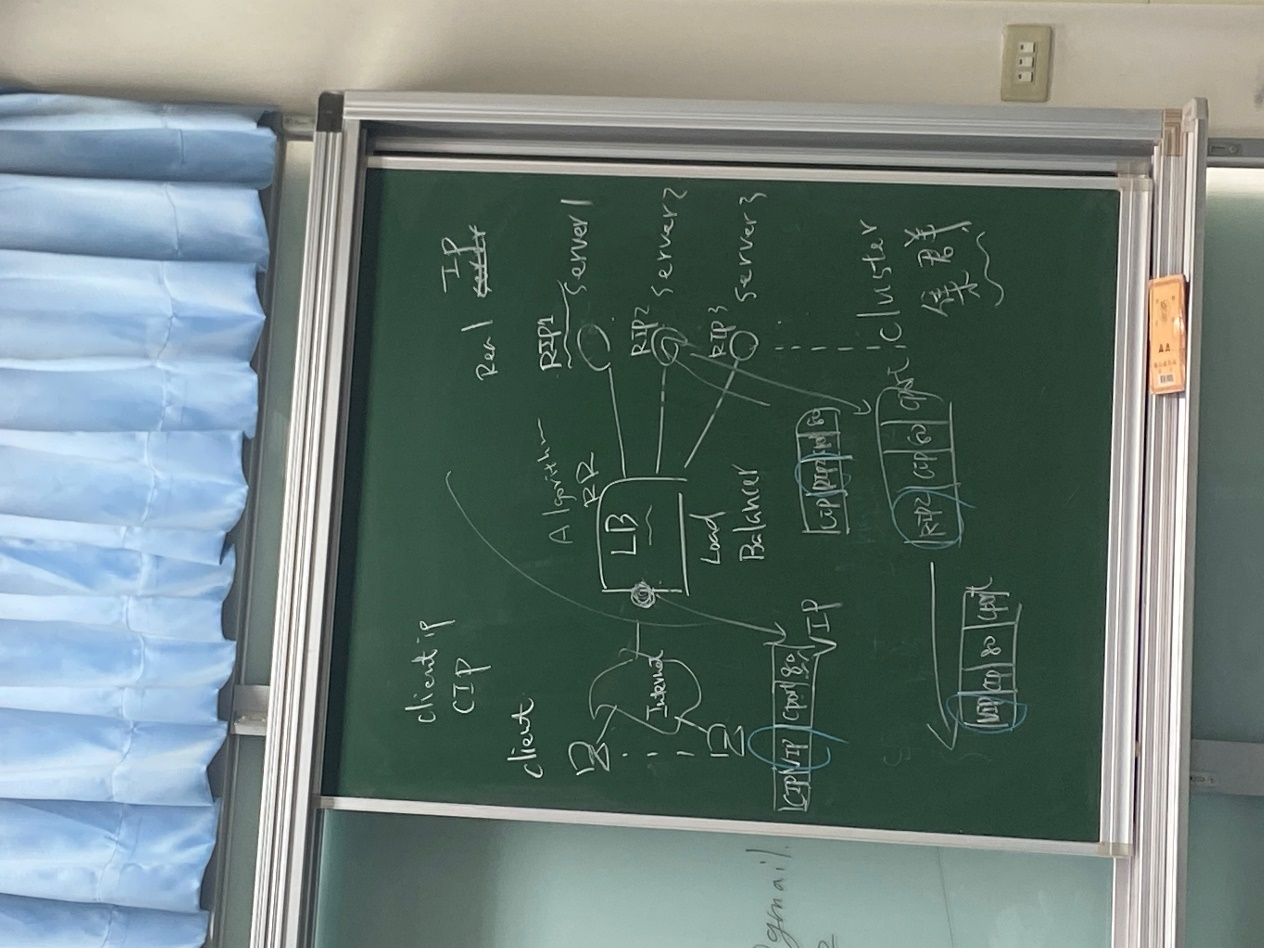 client ip
CIP
Real IP
client
Algorithm
RR
RIP1
server1
Internet
LB
RIP2
server2
Load
Balancer
RIP3
server3
CIP VIP cport 80
VIP
CIP RIP2
80
cluster
集群
RIP2 CIP 80 cport
VIP CIP 80 cport
gmail.